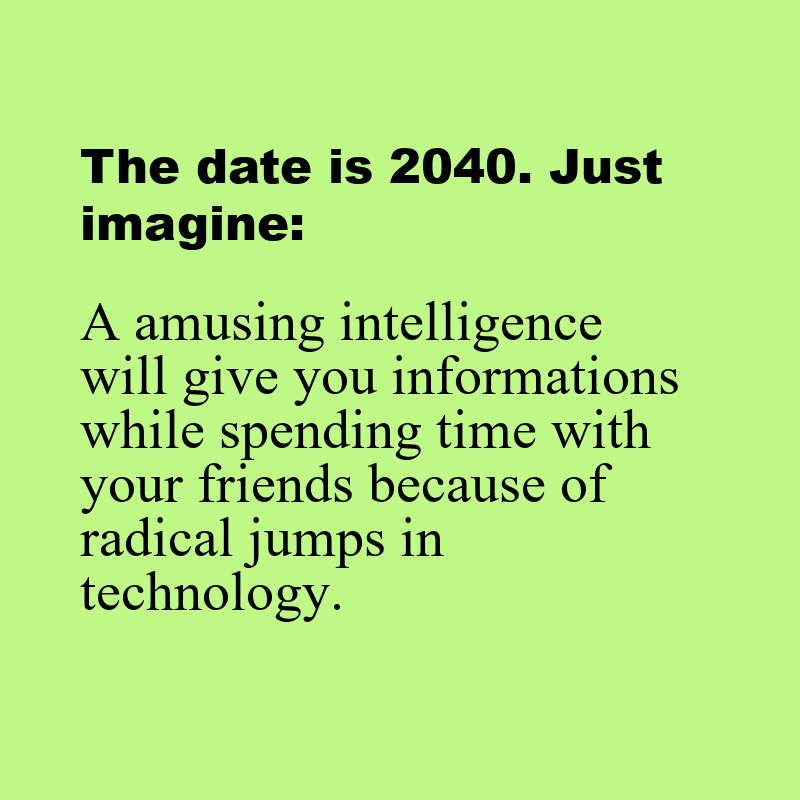 The date is 2040. Just
imagine:
A amusing intelligence
will give you informations
while spending time with
your friends because of
radical jumps in
technology.